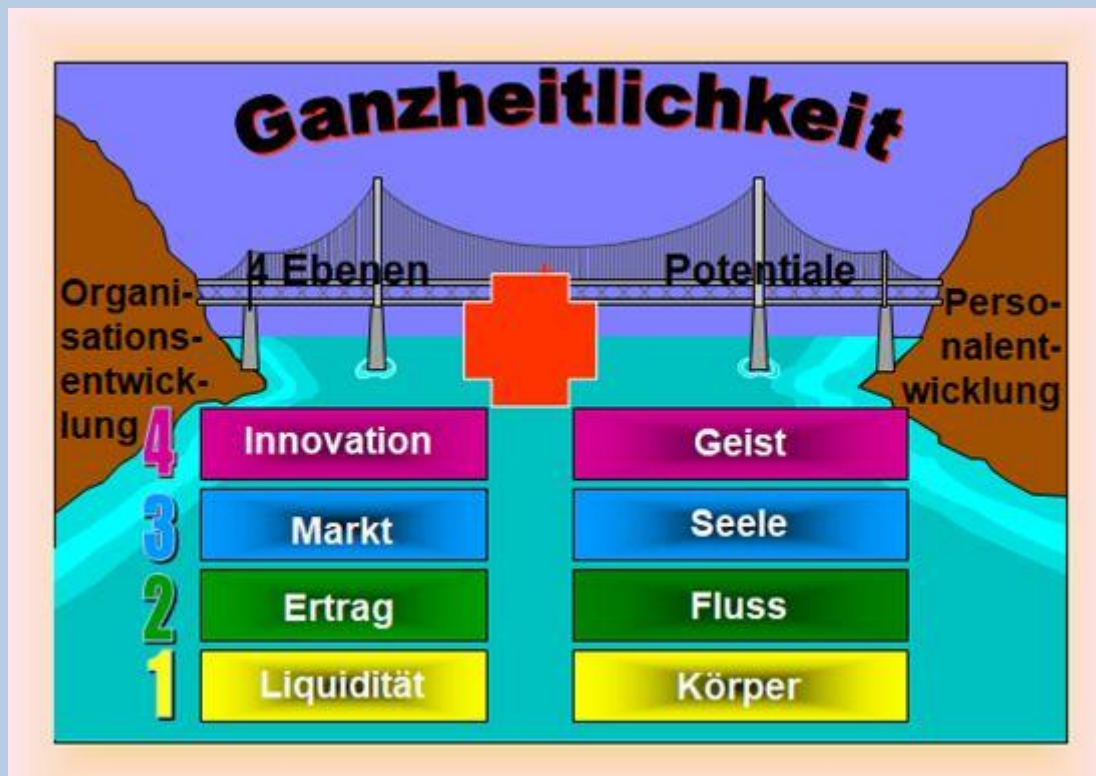 Ganzheitlichkeit
4 Ebenen
Potentiale
Organi-
sations-
entwick-
lung
Perso-
nalent-
wicklung
4 Innovation Geist
3 Markt Seele
2 Ertrag Fluss
1 Liquidität Körper